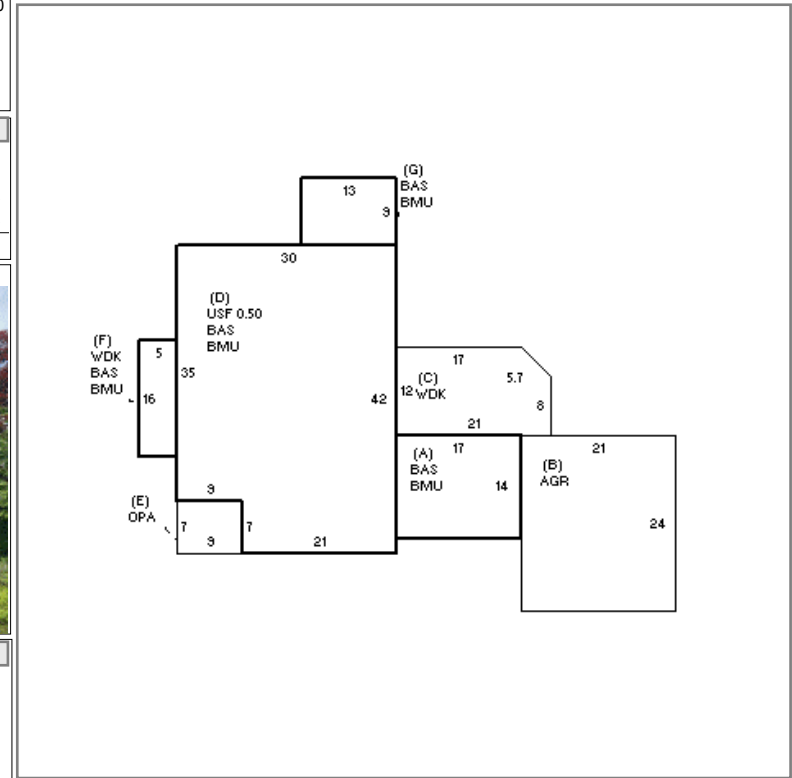 (G)
BAS
BMU
13
9
30
(D)
USF 0.50
BAS
BMU
(F)
WDK
BAS
BMU
5
16
35
42
17
5.7
(C)
WDK
12
8
21
(A)
BAS
BMU
17
14
(B)
AGR
21
24
9
(E)
OPA
7
9
7
21